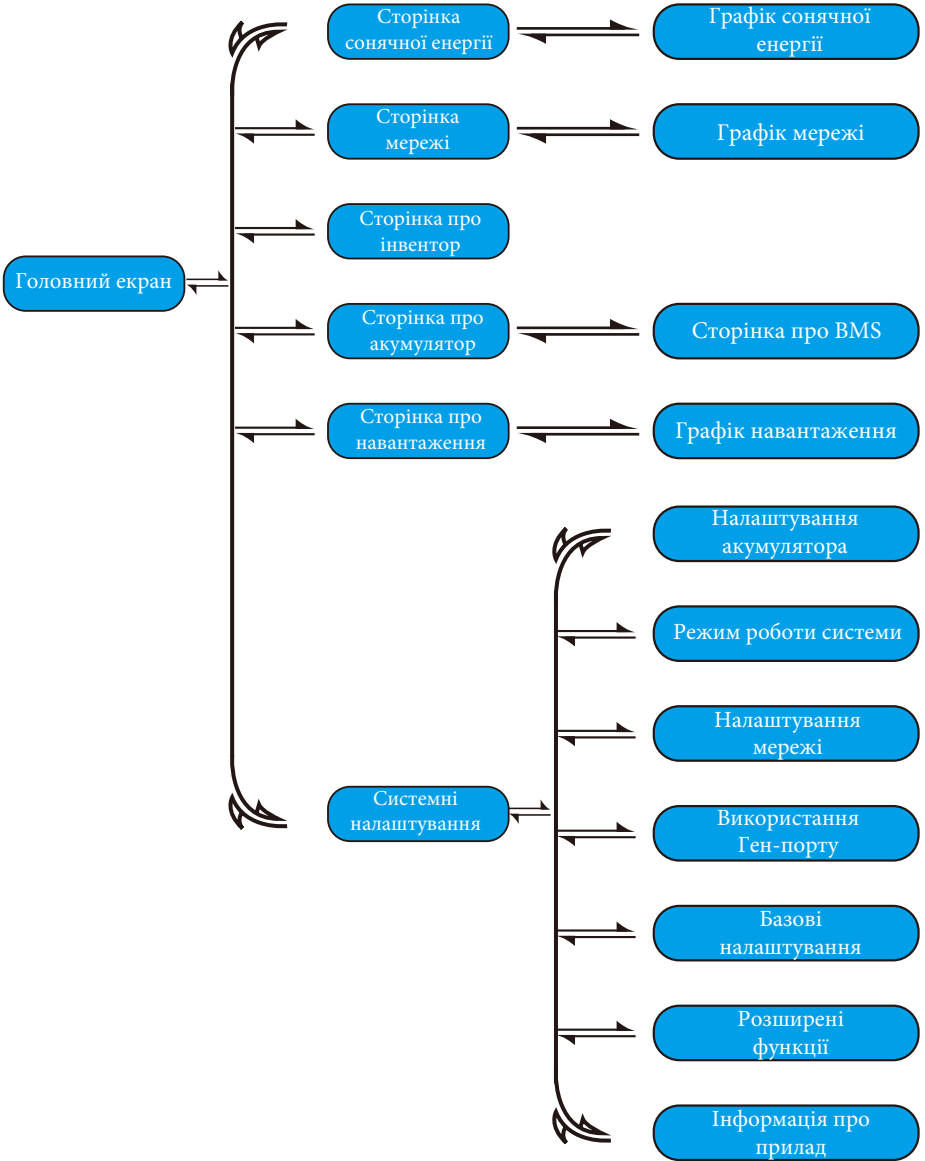 Сторінка
сонячної енергії
Графік сонячної
енергії
Сторінка
мережі
Графік мережі
Сторінка про
інвентор
Головний екран
Сторінка про
акумулятор
Сторінка про BMS
Сторінка про
навантаження
Графік навантаження
Налаштування
акумулятора
Режим роботи системи
Налаштування
мережі
Системні
налаштування
Використання
Ген-порту
Базові
налаштування
Розширені
функції
Інформація про
прилад